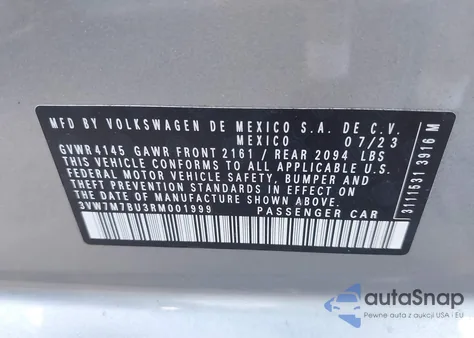 MFD BY VOLKSWAGEN DE MEXICO S.A. DE C.V.
MEXICO 07/23
GVWR 4145 GAWR FRONT 2161 / REAR 2094 LBS
THIS VEHICLE CONFORMS TO ALL APPLICABLE U.S.
FEDERAL MOTOR VEHICLE SAFETY, BUMPER AND
THEFT PREVENTION STANDARDS IN EFFECT ON
THE DATE OF MANUFACTURE SHOWN ABOVE.
3VW7M7BU3RM001999 PASSENGER CAR
31111631 3916 M
autoSnap
Pewne auta z aukcji USA i EU